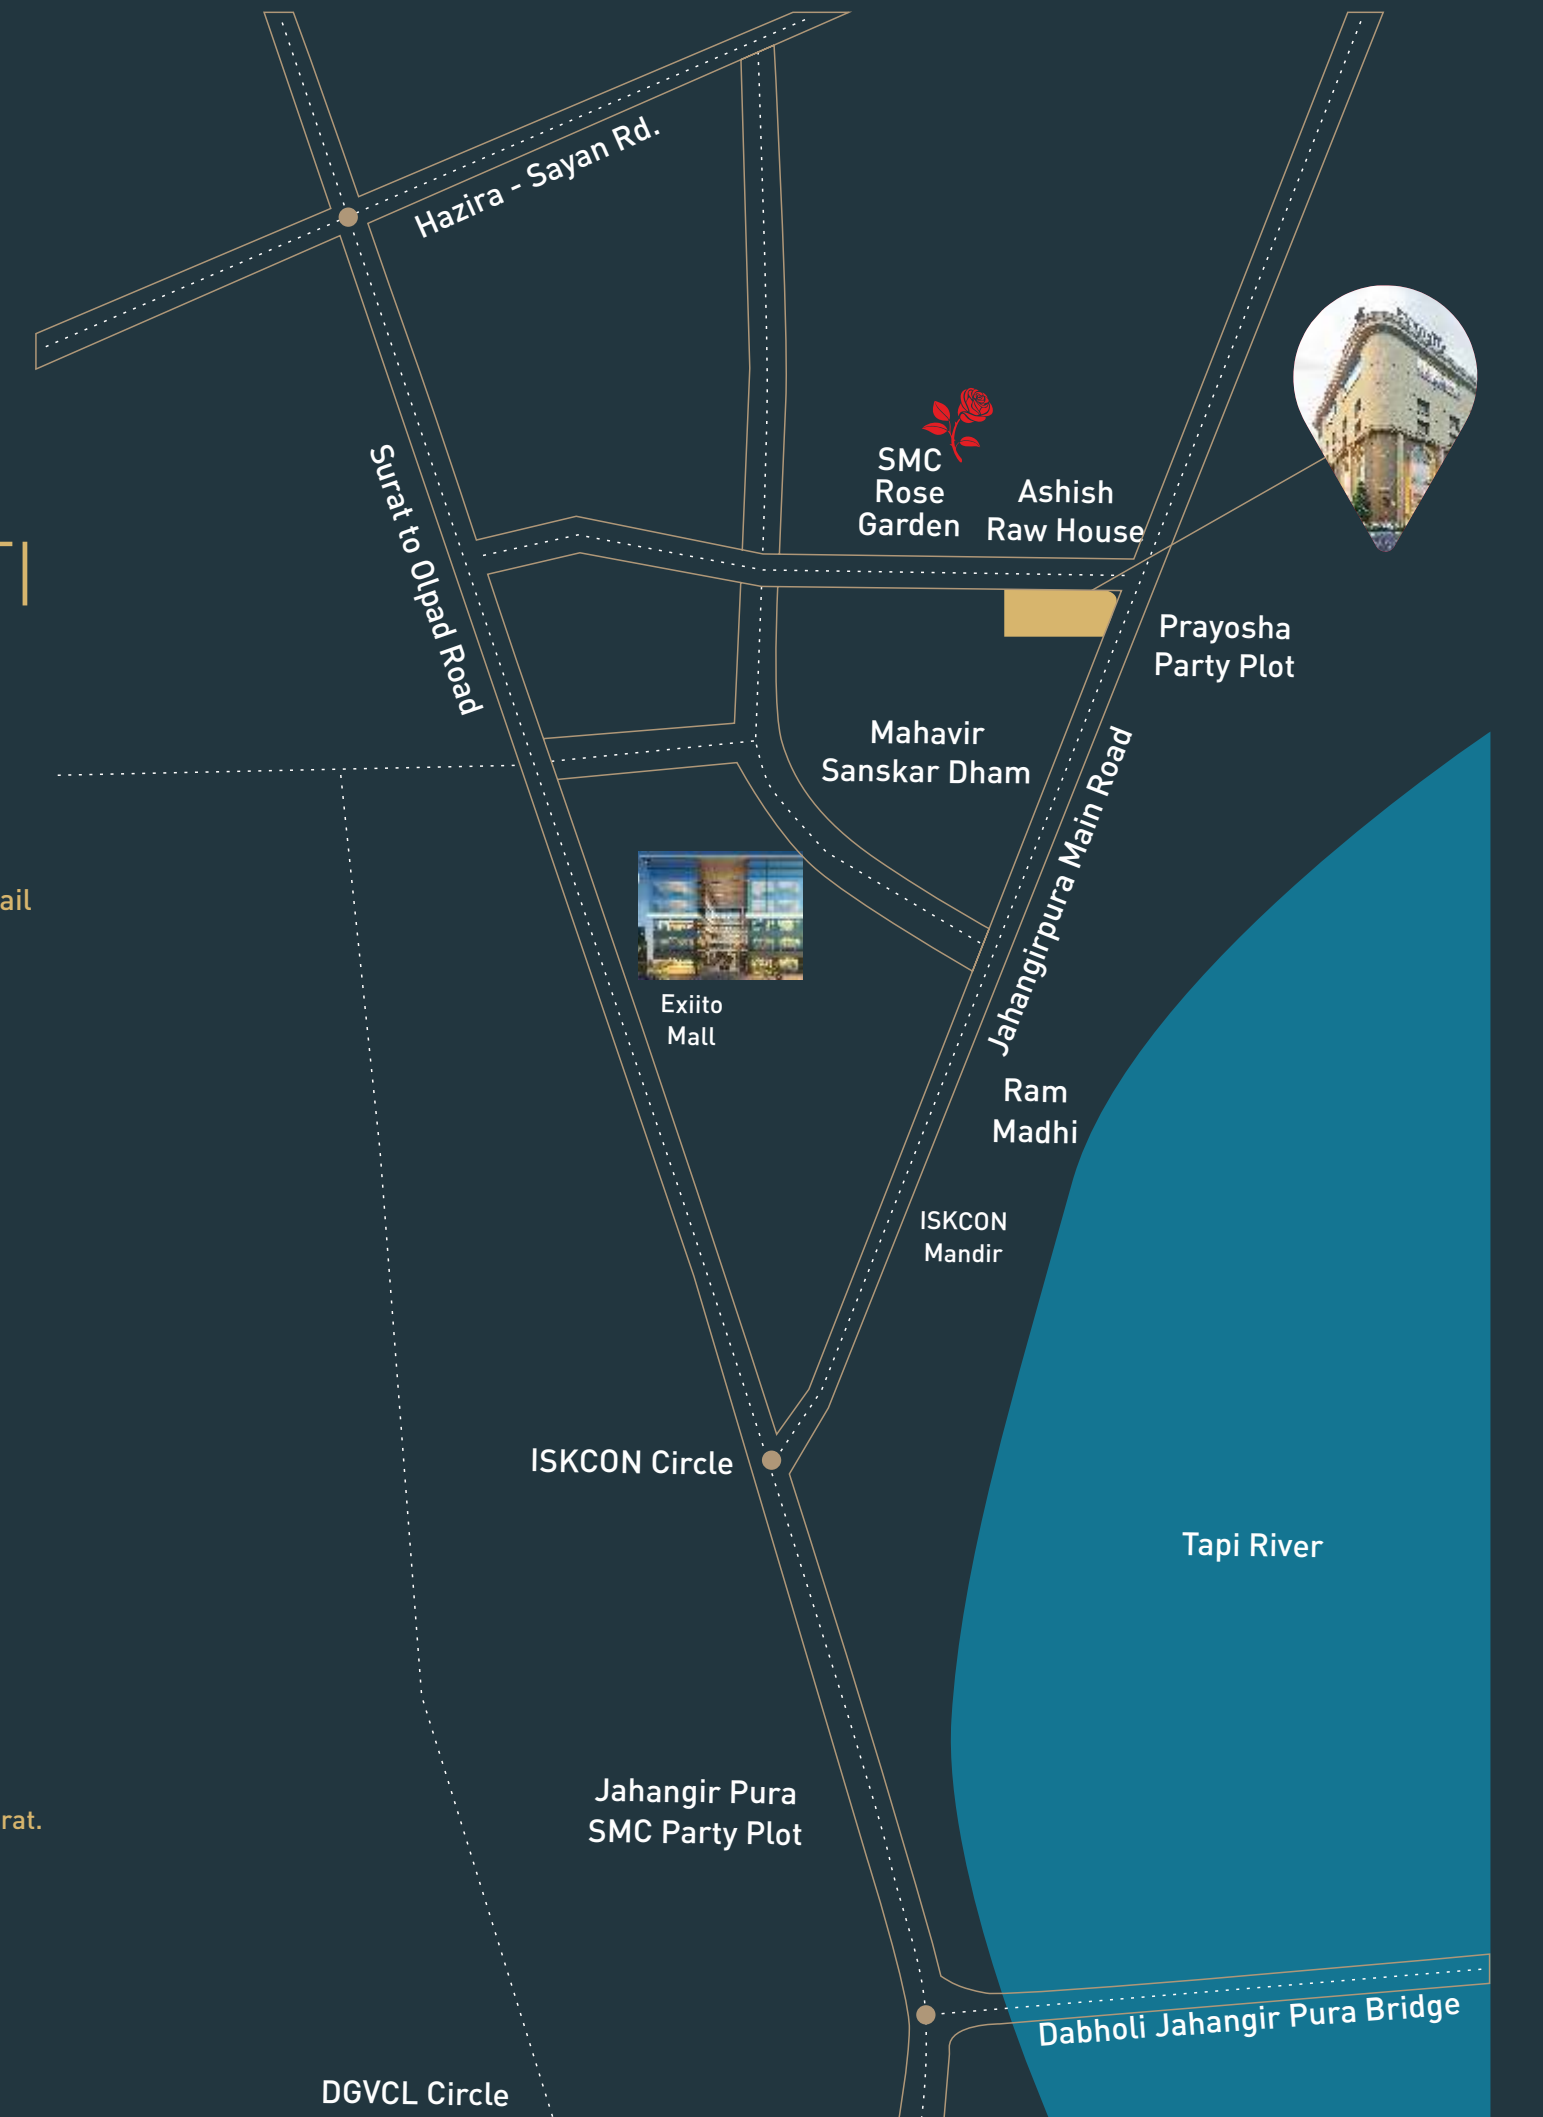 Hazira - Sayan Rd.
Surat to Olpad Road
SMC
Rose
Garden
Ashish
Raw House
Prayosha
Party Plot
Mahavir
Sanskar Dham
Jahangirpura Main Road
ail
Exiito
Mall
Ram
Madhi
ISKCON
Mandir
ISKCON Circle
Tapi River
Jahangir Pura
SMC Party Plot
rat.
Dabholi Jahangir Pura Bridge
DGVCL Circle